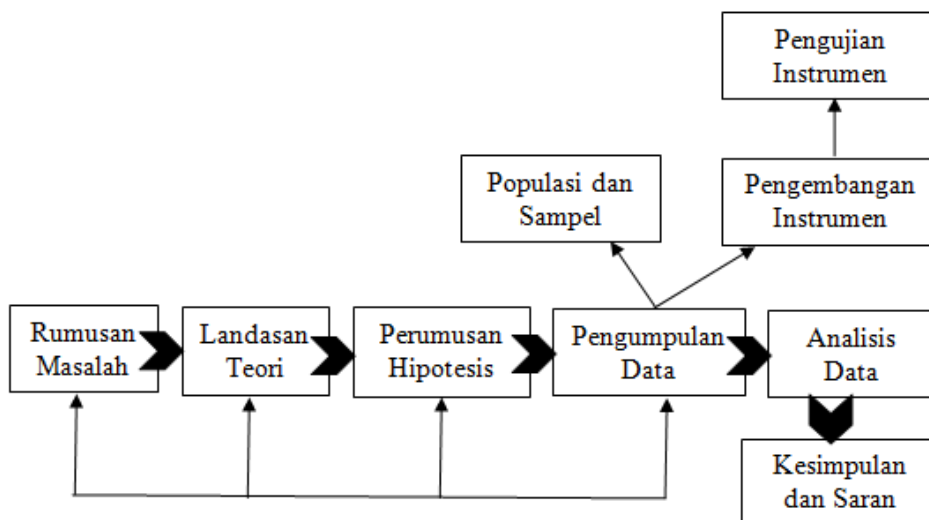 Pengujian
Instrumen
Populasi dan
Sampel
Pengembangan
Instrumen
Rumusan
Masalah
Landasan
Teori
Perumusan
Hipotesis
Pengumpulan
Data
Analisis
Data
Kesimpulan
dan Saran